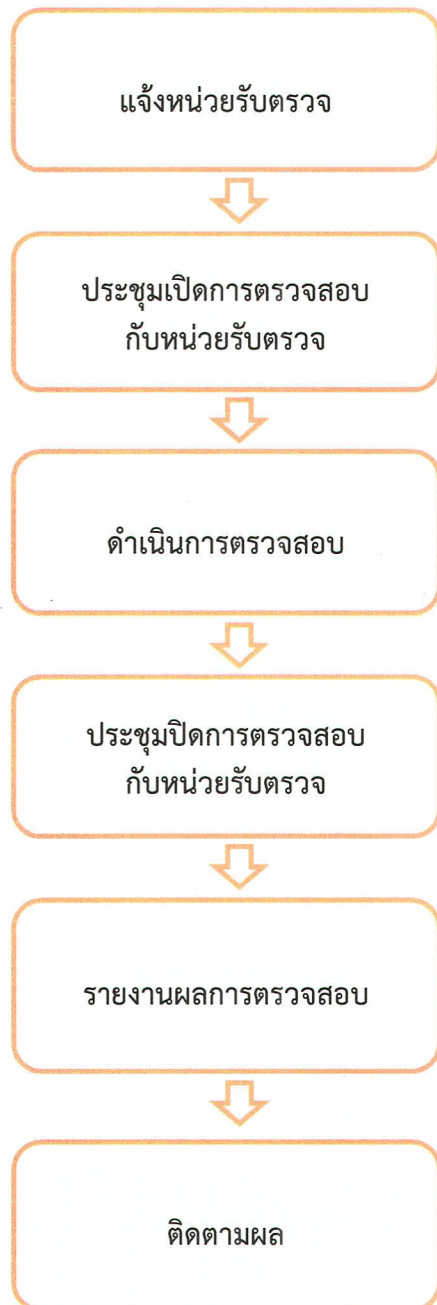 แจ้งหน่วยรับตรวจ
ประชุมเปิดการตรวจสอบ
กับหน่วยรับตรวจ
ดำเนินการตรวจสอบ
ประชุมปิดการตรวจสอบ
กับหน่วยรับตรวจ
รายงานผลการตรวจสอบ
ติดตามผล